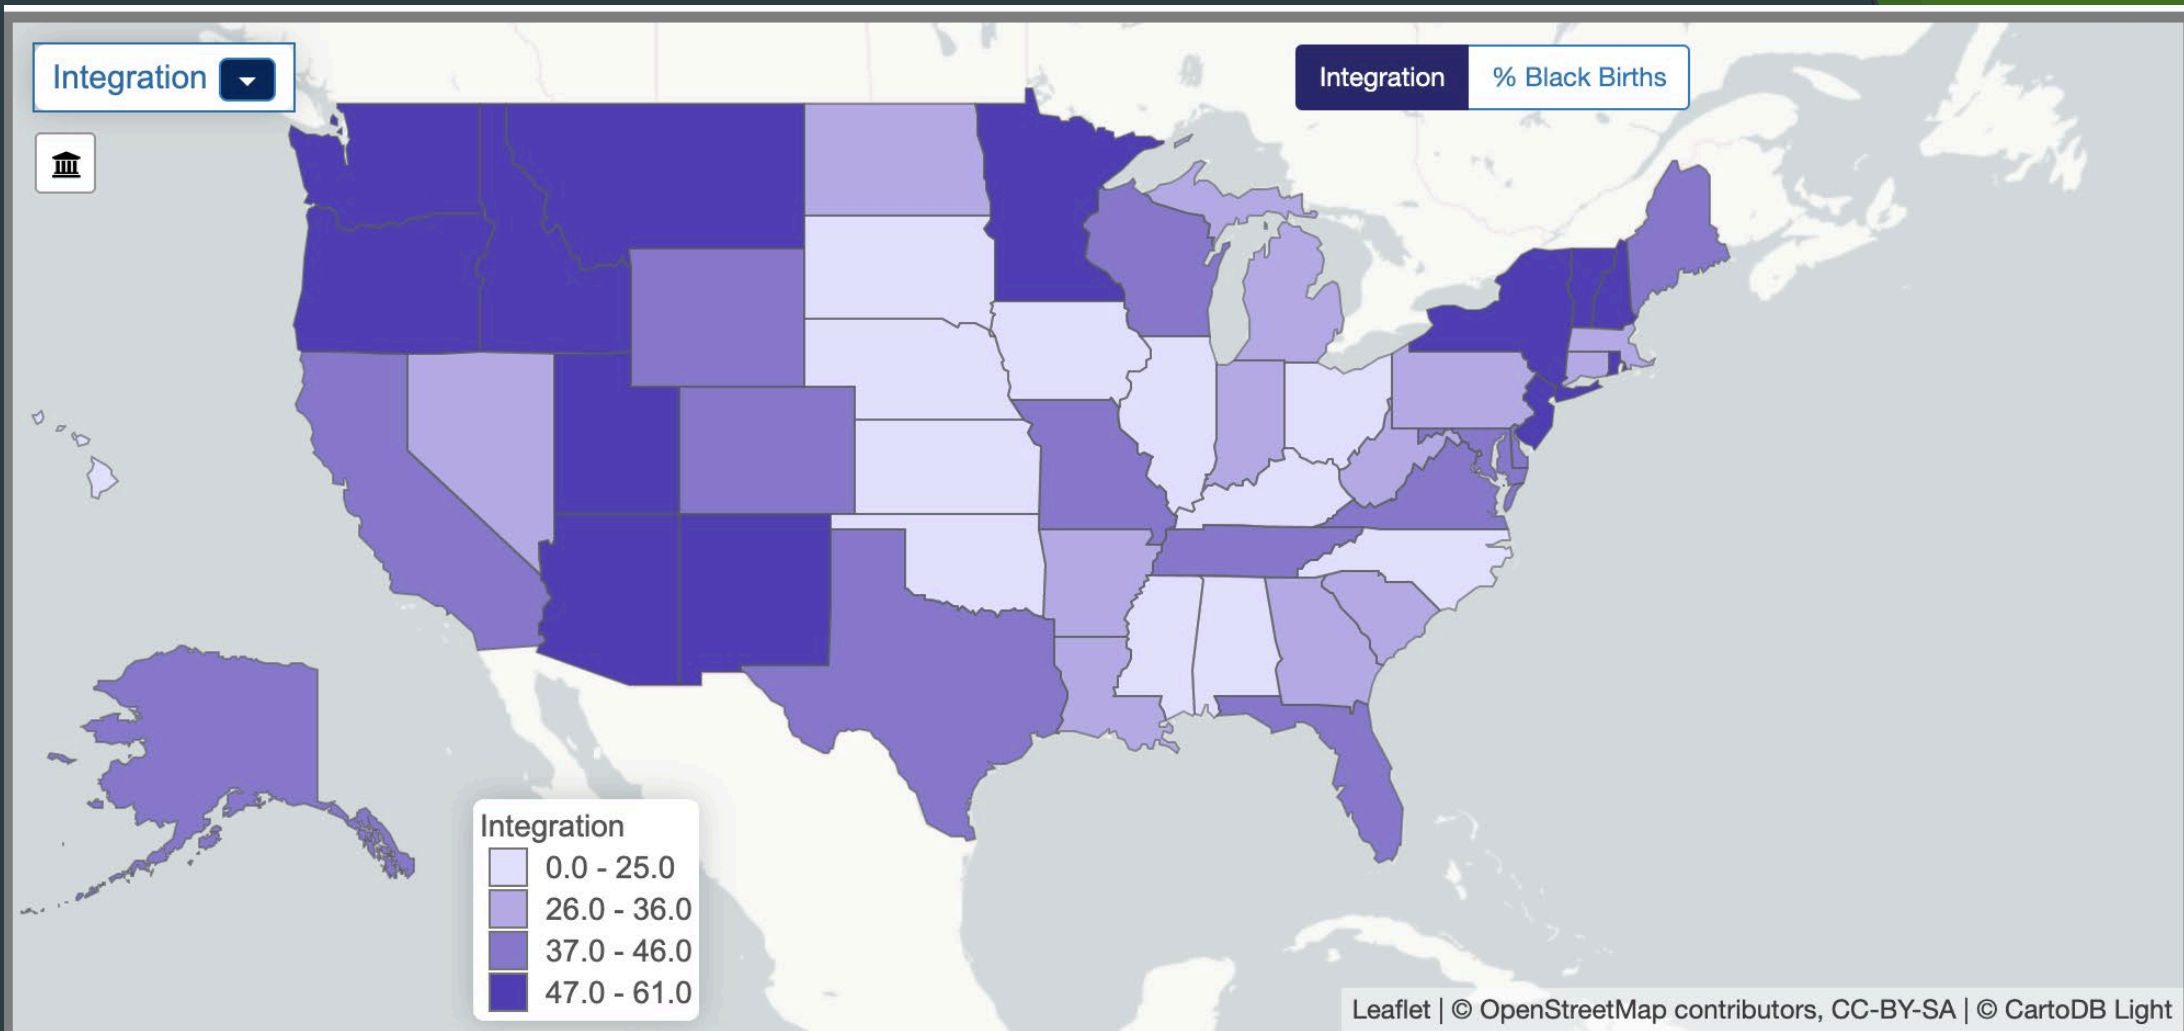 Integration
Integration
% Black Births
Integration
0.0 - 25.0
26.0 - 36.0
37.0 - 46.0
47.0 - 61.0
Leaflet | © OpenStreetMap contributors, CC-BY-SA | © CartoDB Light